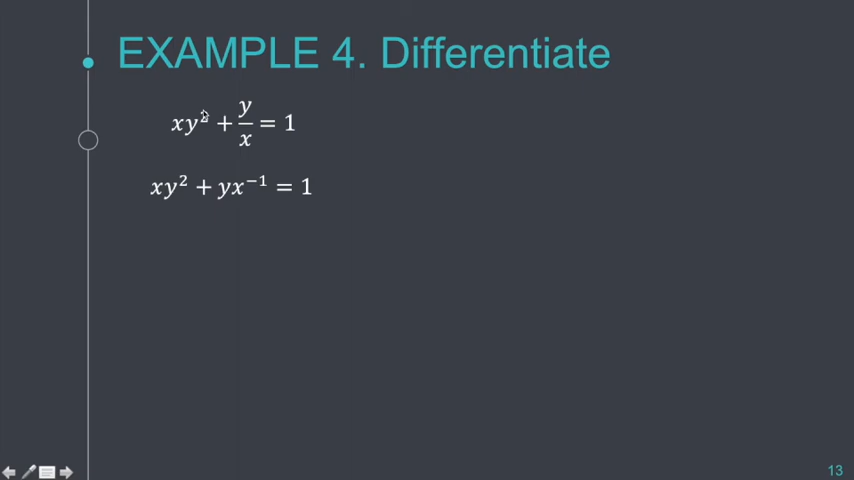 EXAMPLE 4. Differentiate
xy² + y/x = 1
xy² + yx⁻¹ = 1
13